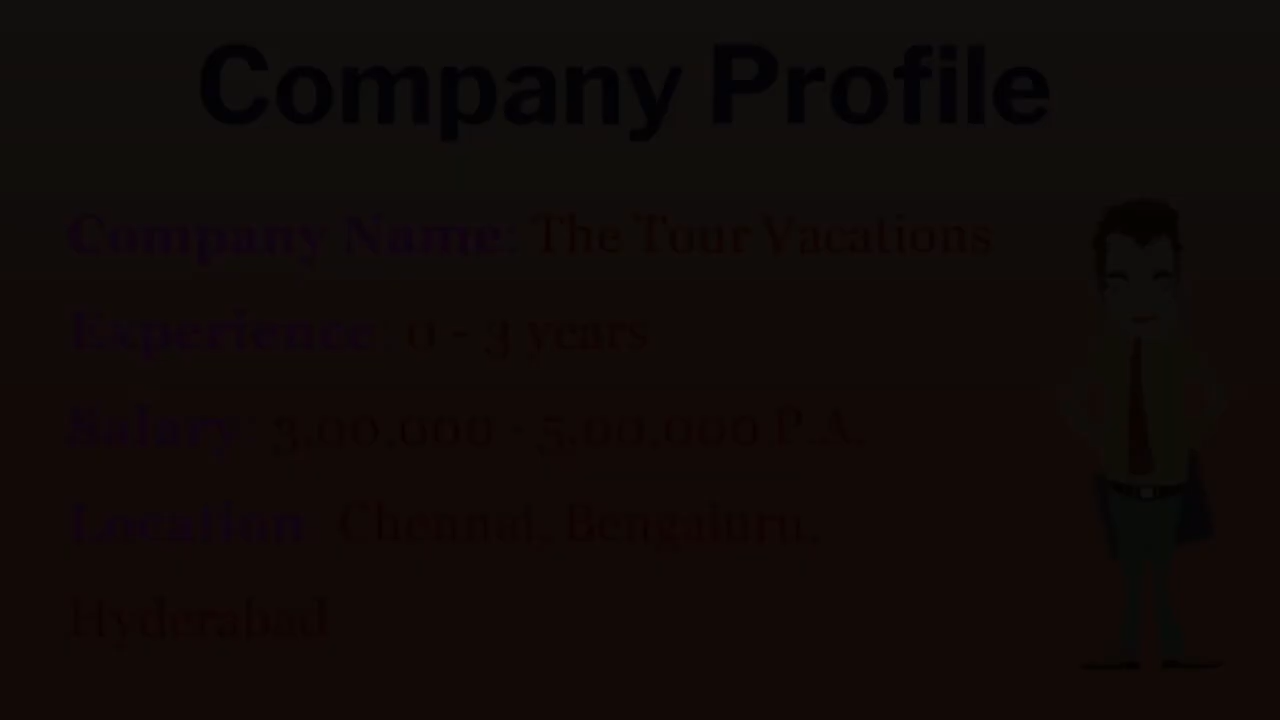 Company Profile
Company Name: The Tour Vacations
Experience: 0 - 3 years
Salary: 3,00,000 - 5,00,000 P.A.
Location: Chennai, Bengaluru,
Hyderabad